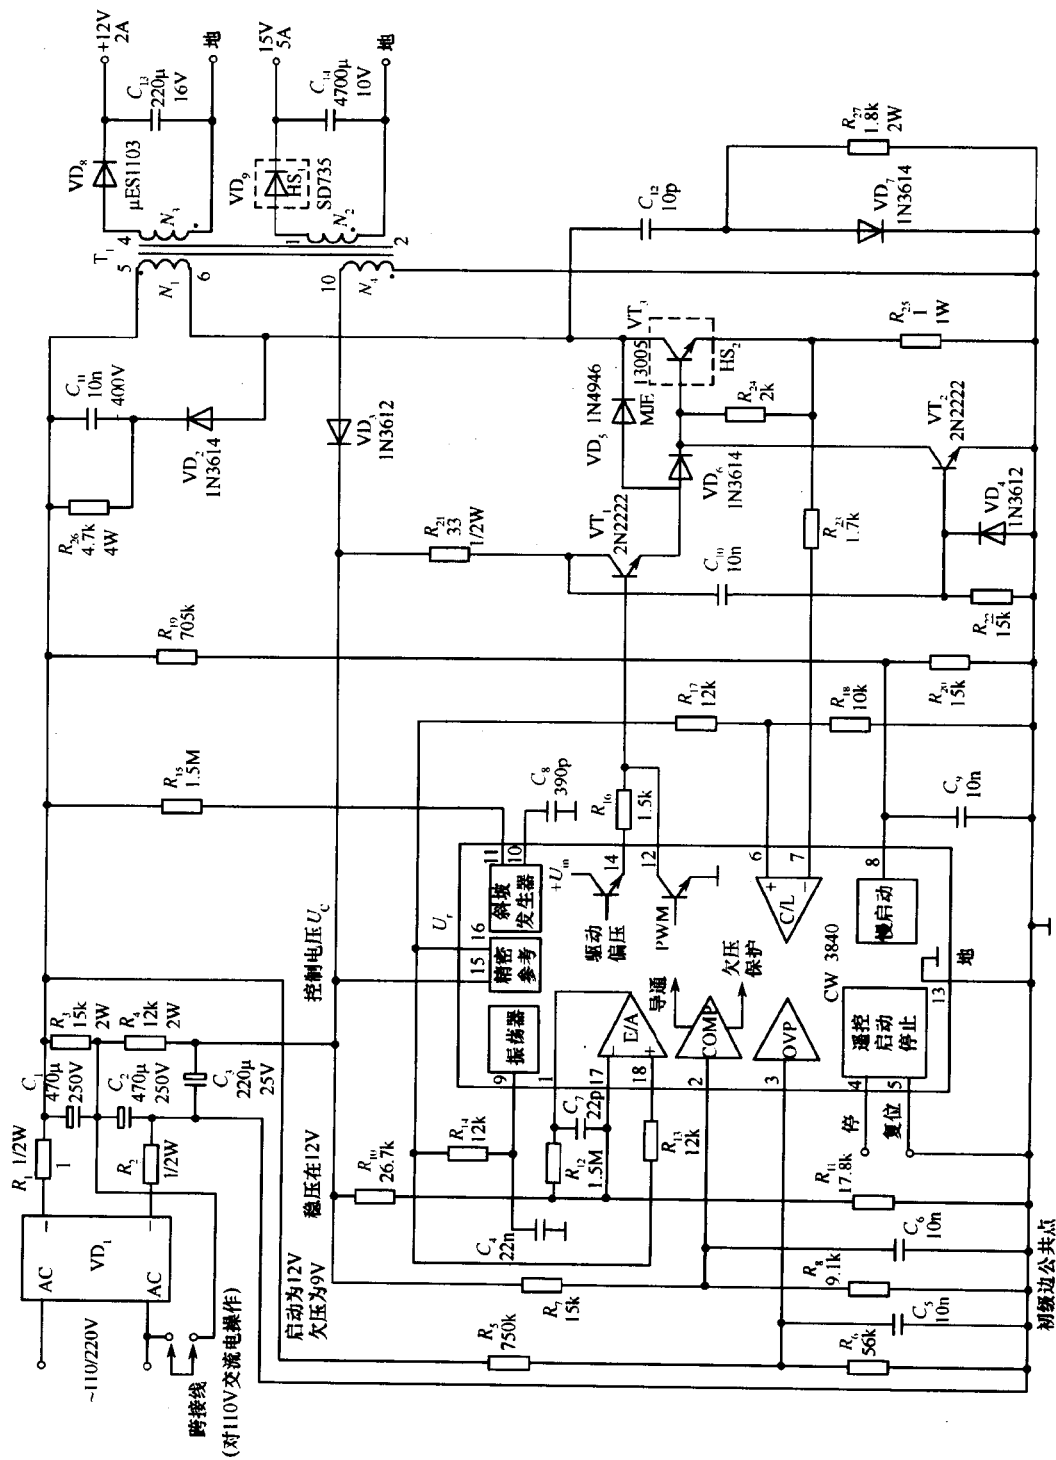 ~110/220V
跨接线
(对110V交流电操作)
AC
AC
VD₁
−
−
R₁ 1/2W
1
R₂
1/2W
C₁
470μ
250V
C₂
470μ
250V
R₃
15k
2W
R₄
12k
2W
C₃
220μ
25V
控制电压U_C
启动为12V
欠压为9V
稳压在12V
R₅
750k
R₆
56k
C₅
10n
R₇
15k
R₈
9.1k
C₆
10n
C₄
22n
R₁₀
26.7k
R₁₁
17.8k
R₁₄
12k
R₁₂
1.5M
C₇
22p
R₁₃
12k
停
复位
初级边公共点
9
1
17
18
2
3
4
5
振荡器
精密
参考
15
16
斜坡
发生器
11
10
U_r
E/A
−
+
COMP
导通
欠压
保护
OVP
遥控
启动
停止
CW 3840
13
地
慢启动
8
C/L
+
−
6
7
驱动
偏压
+U_in
14
PWM
12
C₈
390p
R₁₆
1.5k
R₁₅
1.5M
R₁₇
12k
R₁₈
10k
C₉
10n
R₁₉
705k
R₂₀
15k
R₂₁
33
1/2W
VT₁
2N2222
C₁₀
10n
R₂₂
15k
VD₄
1N3612
VT₂
2N2222
R₂₃
1.7k
R₂₄
2k
VD₅ 1N4946
VD₆
1N3614
MJE 13005
VT₃
HS₂
R₂₅
1
1W
R₂₆
4.7k
4W
C₁₁
10n
400V
VD₂
1N3614
VD₃
1N3612
C₁₂
10p
VD₇
1N3614
R₂₇
1.8k
2W
T₁
5
6
N₁
10
N₄
4
N₃
1
N₂
2
VD₈
μES1103
C₁₃
220μ
16V
+12V
2A
地
VD₉
HS₁
SD735
C₁₄
4700μ
10V
15V
5A
地